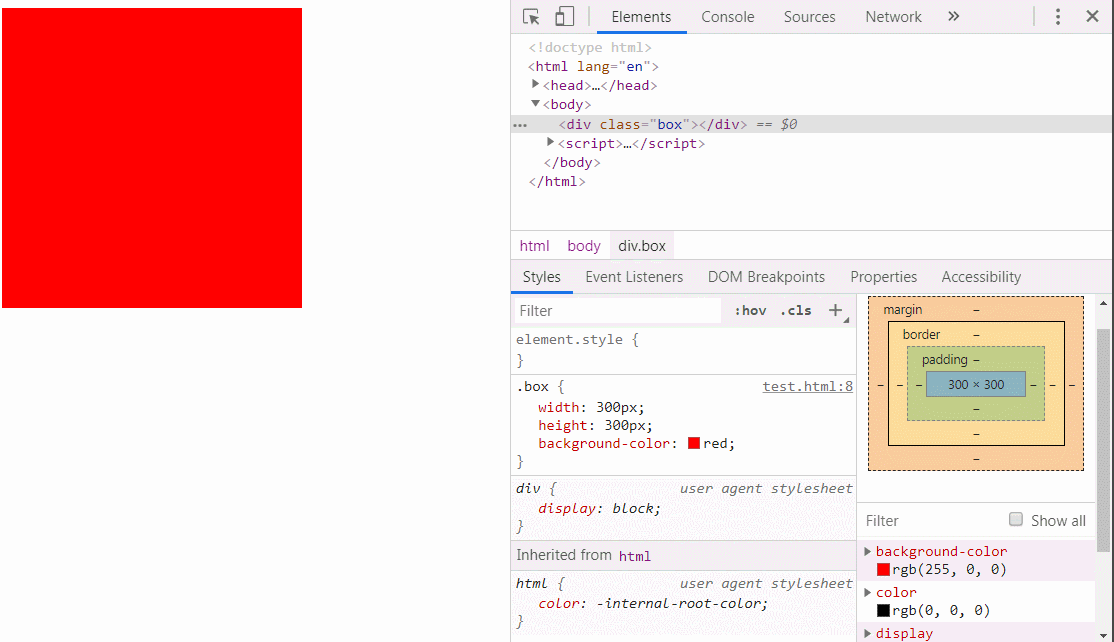 Elements Console Sources Network »
<!doctype html>
<html lang="en">
<head>…</head>
<body>
<div class="box"></div> == $0
<script>…</script>
</body>
</html>
html body div.box
Styles Event Listeners DOM Breakpoints Properties Accessibility
Filter :hov .cls +
element.style {
}
.box { test.html:8
width: 300px;
height: 300px;
background-color: red;
}
div { user agent stylesheet
display: block;
}
Inherited from html
html { user agent stylesheet
color: -internal-root-color;
}
margin –
border –
padding –
– – – 300 × 300 – – –
–
–
–
Filter Show all
background-color
rgb(255, 0, 0)
color
rgb(0, 0, 0)
display